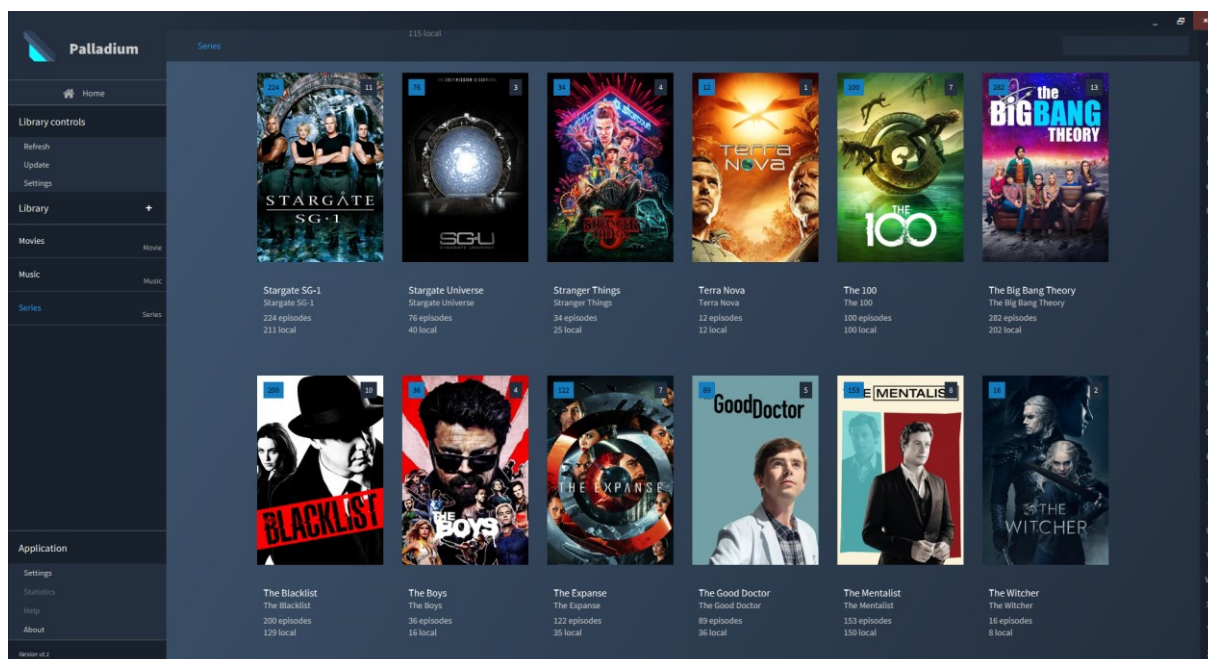 Palladium
Series
115 local
Home
Library controls
Refresh
Update
Settings
Library +
Movies
Movie
Music
Music
Series
Series
224 11
STARGATE
SG·1
Stargate SG-1
Stargate SG-1
224 episodes
211 local
76 3
SGU
STARGATE UNIVERSE
Stargate Universe
Stargate Universe
76 episodes
40 local
34 4
STRANGER
THINGS
3
Stranger Things
Stranger Things
34 episodes
25 local
12 1
TERRA
NOVA
Terra Nova
Terra Nova
12 episodes
12 local
100 7
THE
100
The 100
The 100
100 episodes
100 local
282 13
the
BIG BANG
THEORY
The Big Bang Theory
The Big Bang Theory
282 episodes
202 local
200 10
BLACKLIST
The Blacklist
The Blacklist
200 episodes
129 local
36 4
THE
BOYS
The Boys
The Boys
36 episodes
16 local
122 7
THE EXPANSE
The Expanse
The Expanse
122 episodes
35 local
89 5
GoodDoctor
The Good Doctor
The Good Doctor
89 episodes
36 local
153 8
E MENTALIS
The Mentalist
The Mentalist
153 episodes
150 local
16 2
THE
WITCHER
The Witcher
The Witcher
16 episodes
8 local
Application
Settings
Statistics
Help
About